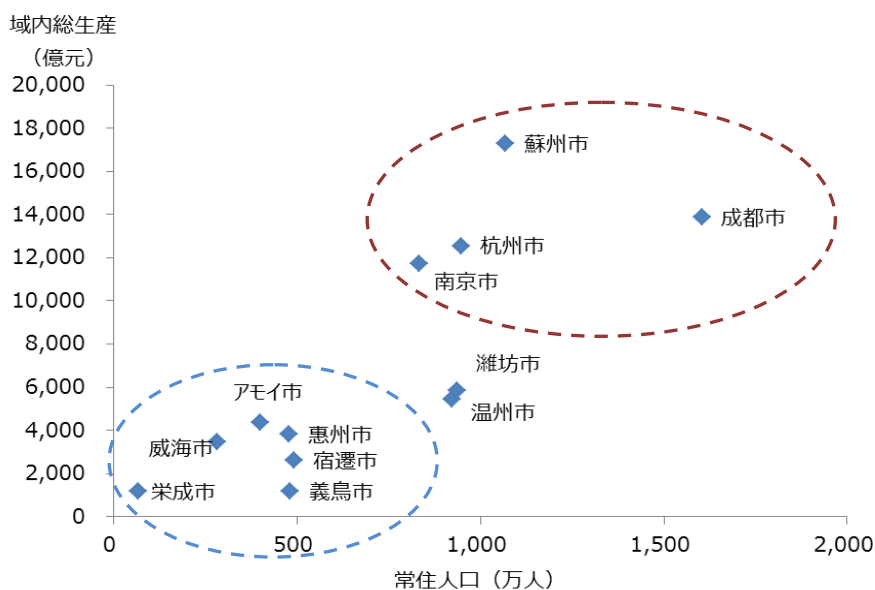 域内総生産
（億元）
20,000
18,000
16,000
14,000
12,000
10,000
8,000
6,000
4,000
2,000
0
蘇州市
成都市
杭州市
南京市
濰坊市
温州市
アモイ市
惠州市
威海市
宿遷市
栄成市
義烏市
0
500
1,000
1,500
2,000
常住人口（万人）